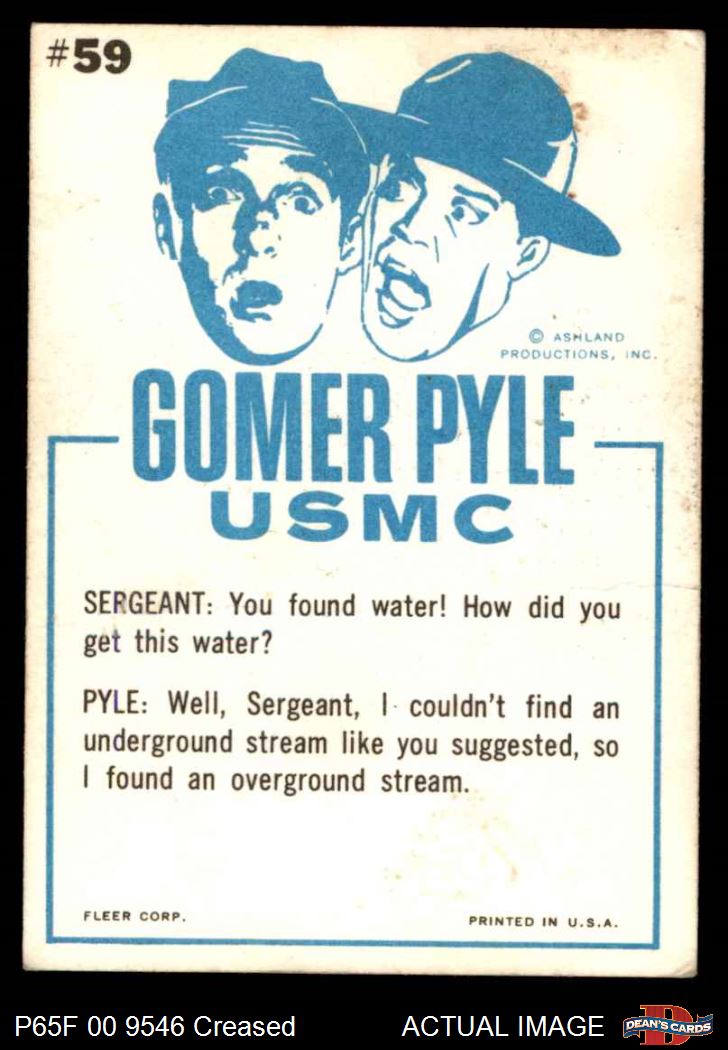 #59
© ASHLAND
PRODUCTIONS, INC.
GOMER PYLE
USMC
SERGEANT: You found water! How did you
get this water?
PYLE: Well, Sergeant, I couldn't find an
underground stream like you suggested, so
I found an overground stream.
FLEER CORP.
PRINTED IN U.S.A.
P65F 00 9546 Creased
ACTUAL IMAGE
D
DEAN'S CARDS